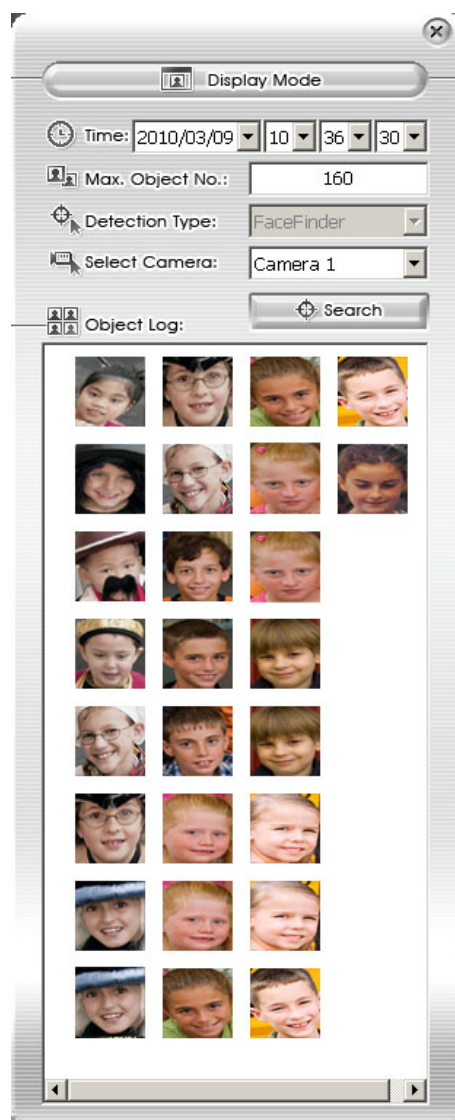 Display Mode
Time: 2010/03/09 10 36 30
Max. Object No.: 160
Detection Type: FaceFinder
Select Camera: Camera 1
Search
Object Log: